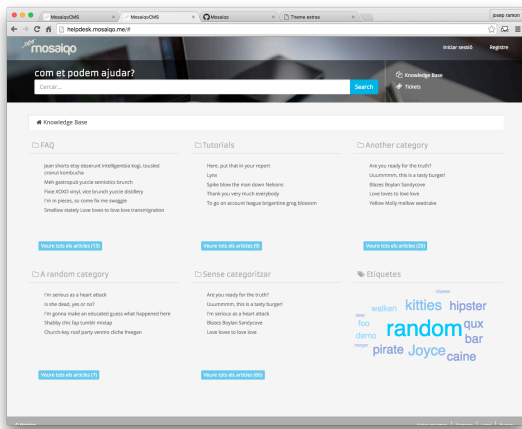 MosaiqoCMS
MosaiqoCMS
Mosaiqo
Theme extras
josep ramon
helpdesk.mosaiqo.me/#
mosaiqo
Iniciar sessió
Registre
com et podem ajudar?
Cercar...
Search
Knowledge Base
Tickets
Knowledge Base
FAQ
Jean shorts etsy deserunt intelligentsia kogi, tousled
cronut kombucha
Meh gastropub yuccie semiotics brunch
Fixie XOXO vinyl, vice brunch yuccie distillery
I'm in pieces, so come fix me swaggie
Smellow stately Love loves to love love transmigration
Veure tots els articles (10)
Tutorials
Here, put that in your report
Lynx
Spike blow the man down Nelsons
Thank you very much everybody
To go on account league brigantine grog blossom
Veure tots els articles (9)
Another category
Are you ready for the truth?
Uuummmm, this is a tasty burger!
Blazes Boylan Sandycove
Love loves to love love
Yellow Molly mellow seedcake
Veure tots els articles (25)
A random category
I'm serious as a heart attack
Is she dead, yes or no?
I'm gonna make an educated guess what happened here
Shabby chic fap tumblr mixtap
Church-key roof party venmo cliche freegan
Veure tots els articles (7)
Sense categoritzar
Are you ready for the truth?
Uuummmm, this is a tasty burger!
I'm serious as a heart attack
Blazes Boylan Sandycove
Love loves to love love
Veure tots els articles (66)
Etiquetes
walken kitties hipster
foo random qux
demo bar
pirate Joyce caine